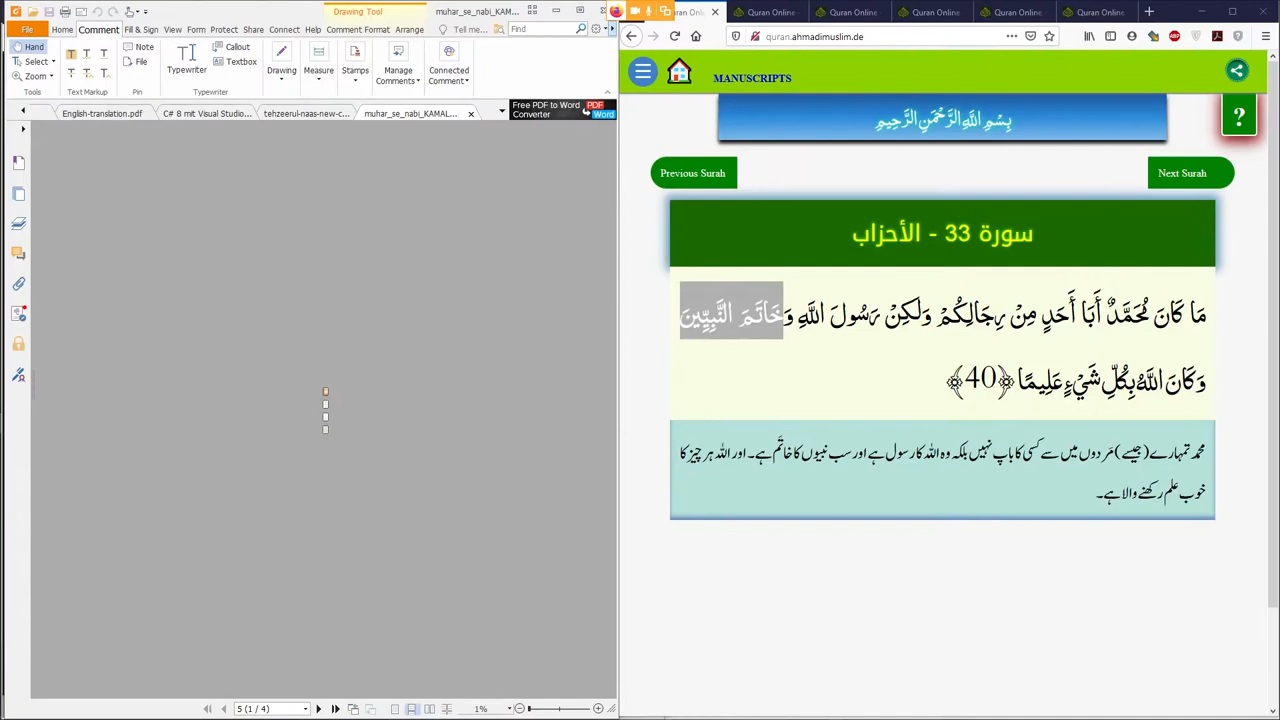 Drawing Tool
muhar_se_nabi_KAM...
File
Home
Comment
Fill & Sign
View
Form
Protect
Share
Connect
Help
Extras
Comment Format
Arrange
Tell me...
Find
Hand
Select
Zoom
Tools
Text Markup
Note
File
Pin
Typewriter
Callout
Textbox
Typewriter
Drawing
Measure
Stamps
Manage
Comments
Connected
Comments
English-translation.pdf
C# 8 mit Visual Studio...
tehzeerul-naas-new-c...
muhar_se_nabi_KAMAL...
Free PDF to Word
Converter
PDF
Word
5 (1 / 4)
1%
Quran Online
Quran Online
Quran Online
Quran Online
quran.ahmadimuslim.de
MANUSCRIPTS
بِسْمِ اللَّهِ الرَّحْمَنِ الرَّحِيمِ
?
Previous Surah
Next Surah
سورة 33 - الأحزاب
مَا كَانَ مُحَمَّدٌ أَبَا أَحَدٍ مِنْ رِجَالِكُمْ وَلَكِنْ رَسُولَ اللَّهِ وَخَاتَمَ النَّبِيِّينَ
وَكَانَ اللَّهُ بِكُلِّ شَيْءٍ عَلِيمًا ﴿40﴾
محمد تمہارے (جیسے) مَردوں میں سے کسی کا باپ نہیں بلکہ وہ اللہ کا رسول ہے اور سب نبیوں کا خاتَم ہے۔ اور اللہ ہر چیز کا
خوب علم رکھنے والا ہے۔